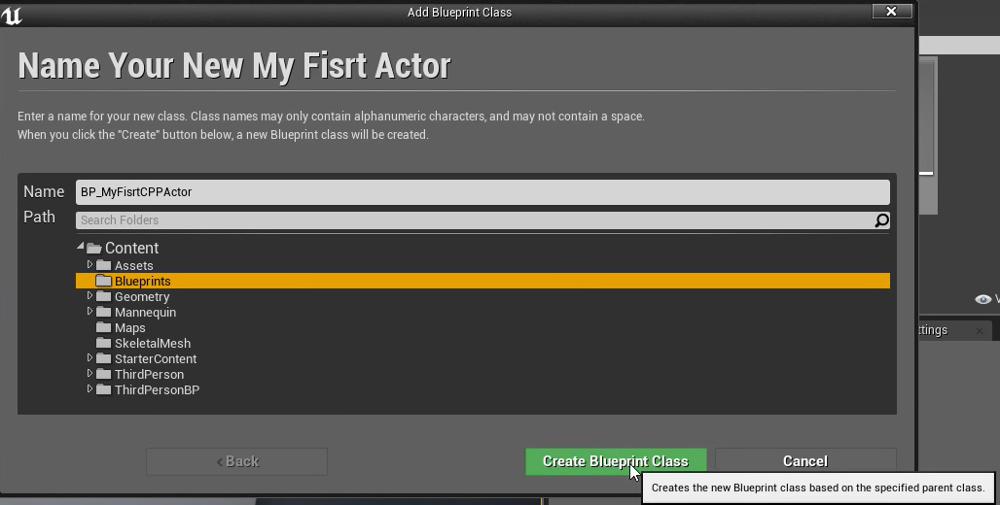 Add Blueprint Class
Name Your New My Fisrt Actor
Enter a name for your new class. Class names may only contain alphanumeric characters, and may not contain a space.
When you click the "Create" button below, a new Blueprint class will be created.
Name BP_MyFisrtCPPActor
Path Search Folders
Content
Assets
Blueprints
Geometry
Mannequin
Maps
SkeletalMesh
StarterContent
ThirdPerson
ThirdPersonBP
< Back Create Blueprint Class Cancel
Creates the new Blueprint class based on the specified parent class.